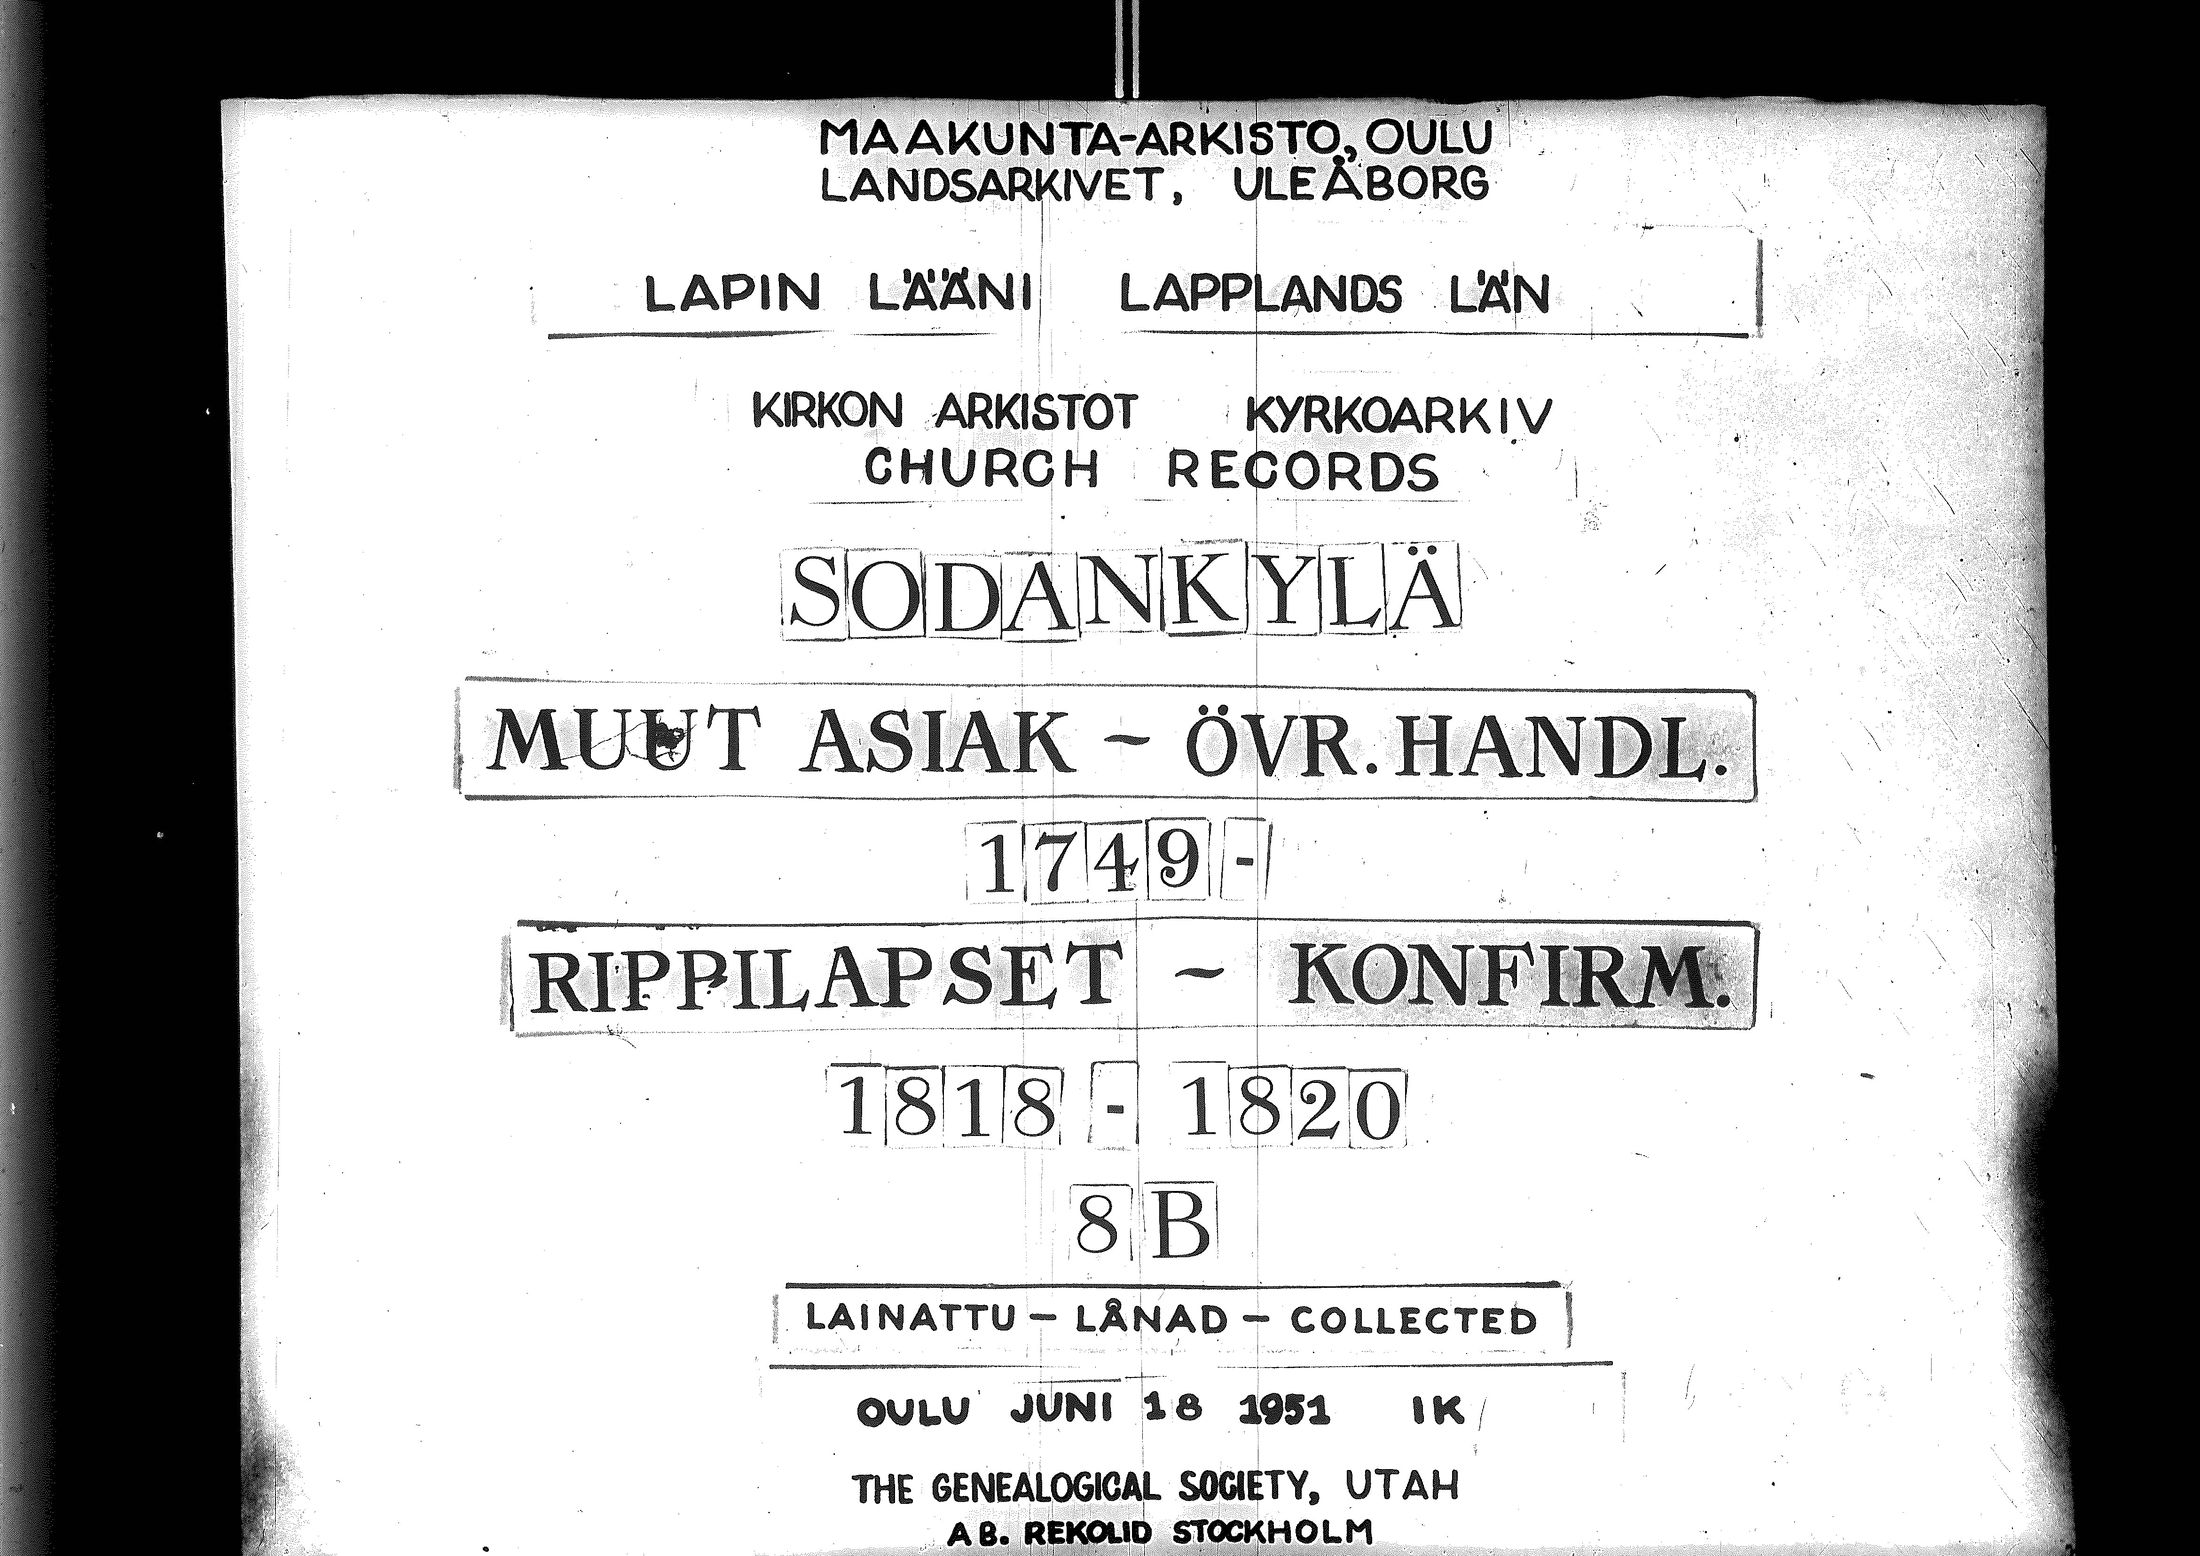 MAAKUNTA-ARKISTO, OULU
LANDSARKIVET, ULEÅBORG
LAPIN LÄÄNI LAPPLANDS LÄN
KIRKON ARKISTOT KYRKOARKIV
CHURCH RECORDS
SODANKYLÄ
MUUT ASIAK ~ ÖVR. HANDL.
1749 -
RIPPILAPSET ~ KONFIRM.
1818 - 1820
8 B
LAINATTU – LÅNAD – COLLECTED
OULU JUNI 18 1951 IK
THE GENEALOGICAL SOCIETY, UTAH
AB. REKOLID STOCKHOLM